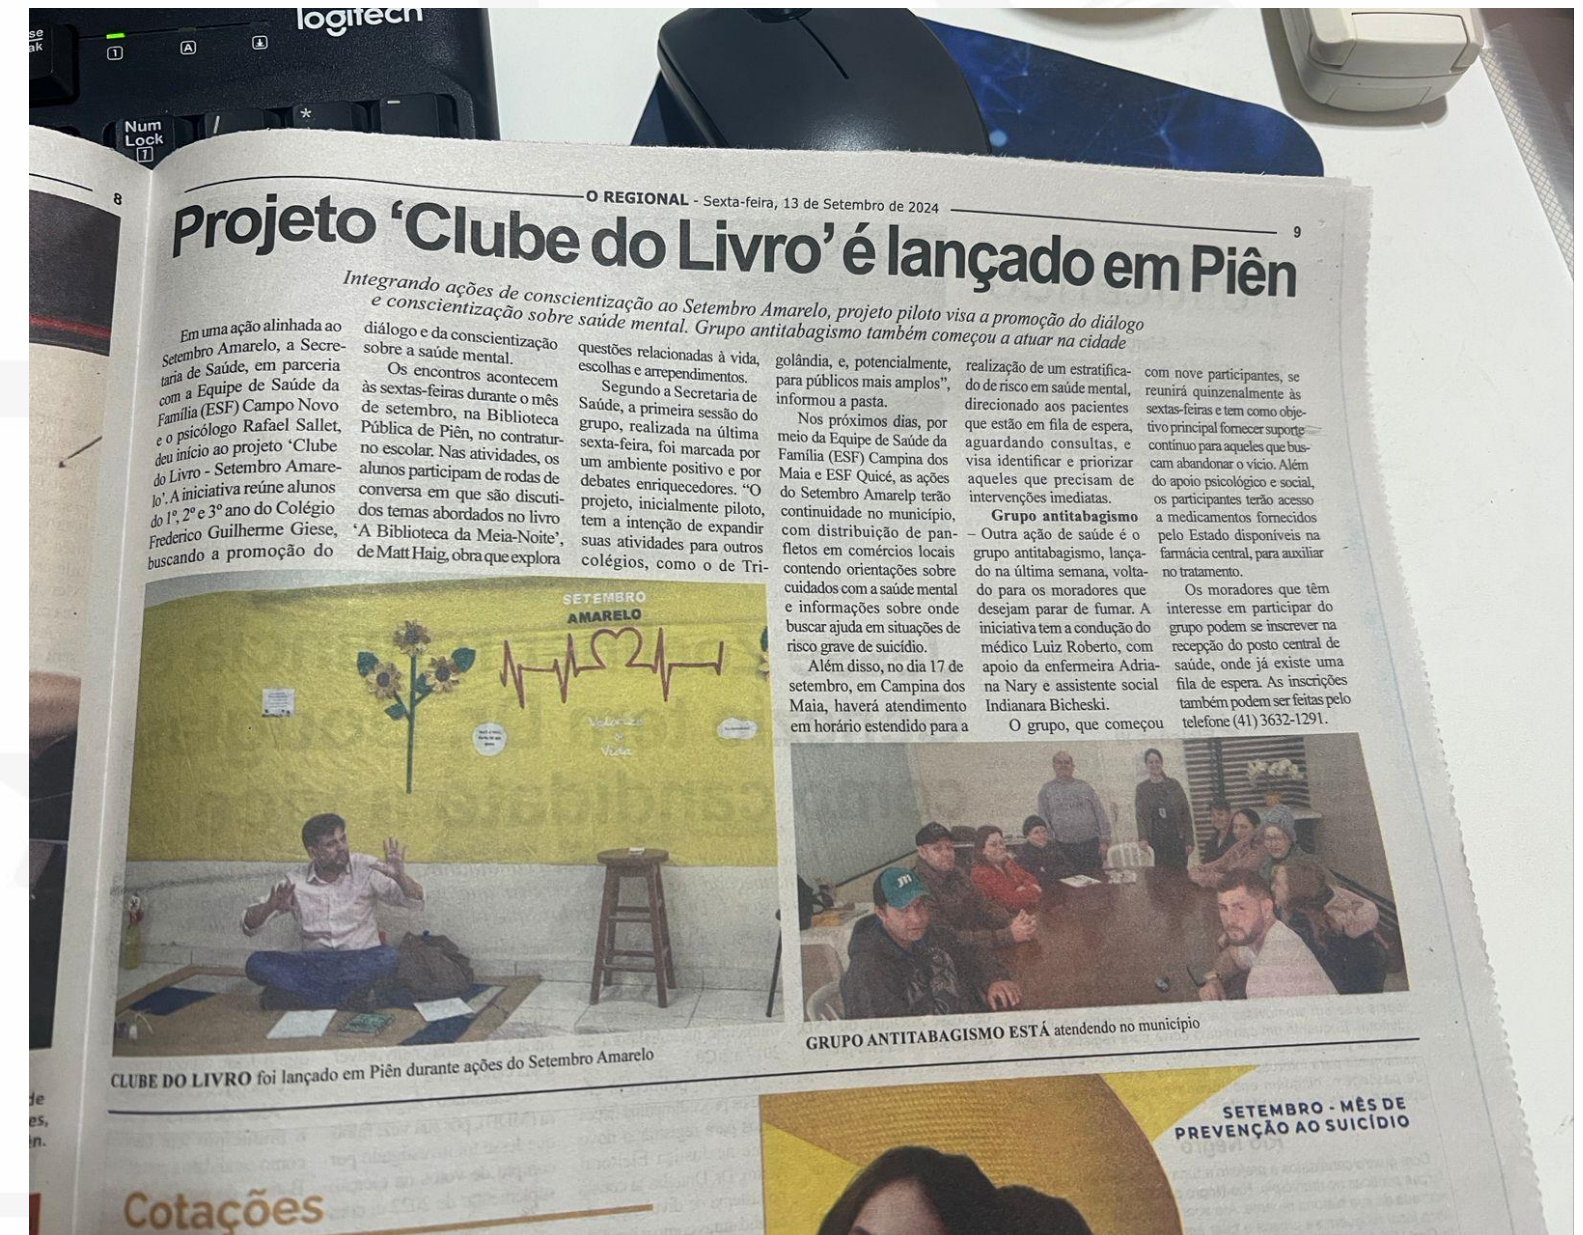 logitech
se
ak
1
A
Num
Lock
1
/
*
-
8
O REGIONAL - Sexta-feira, 13 de Setembro de 2024
9
Projeto ‘Clube do Livro’ é lançado em Piên
Integrando ações de conscientização ao Setembro Amarelo, projeto piloto visa a promoção do diálogo
e conscientização sobre saúde mental. Grupo antitabagismo também começou a atuar na cidade
Em uma ação alinhada ao
Setembro Amarelo, a Secre-
taria de Saúde, em parceria
com a Equipe de Saúde da
Família (ESF) Campo Novo
e o psicólogo Rafael Sallet,
deu início ao projeto ‘Clube
do Livro - Setembro Amare-
lo’. A iniciativa reúne alunos
do 1º, 2º e 3º ano do Colégio
Frederico Guilherme Giese,
buscando a promoção do
diálogo e da conscientização
sobre a saúde mental.
Os encontros acontecem
às sextas-feiras durante o mês
de setembro, na Biblioteca
Pública de Piên, no contratur-
no escolar. Nas atividades, os
alunos participam de rodas de
conversa em que são discuti-
dos temas abordados no livro
‘A Biblioteca da Meia-Noite’,
de Matt Haig, obra que explora
questões relacionadas à vida,
escolhas e arrependimentos.
Segundo a Secretaria de
Saúde, a primeira sessão do
grupo, realizada na última
sexta-feira, foi marcada por
um ambiente positivo e por
debates enriquecedores. “O
projeto, inicialmente piloto,
tem a intenção de expandir
suas atividades para outros
colégios, como o de Tri-
golândia, e, potencialmente,
para públicos mais amplos”,
informou a pasta.
Nos próximos dias, por
meio da Equipe de Saúde da
Família (ESF) Campina dos
Maia e ESF Quicé, as ações
do Setembro Amarelp terão
continuidade no município,
com distribuição de pan-
fletos em comércios locais
contendo orientações sobre
cuidados com a saúde mental
e informações sobre onde
buscar ajuda em situações de
risco grave de suicídio.
Além disso, no dia 17 de
setembro, em Campina dos
Maia, haverá atendimento
em horário estendido para a
realização de um estratifica-
do de risco em saúde mental,
direcionado aos pacientes
que estão em fila de espera,
aguardando consultas, e
visa identificar e priorizar
aqueles que precisam de
intervenções imediatas.
Grupo antitabagismo
– Outra ação de saúde é o
grupo antitabagismo, lança-
do na última semana, volta-
do para os moradores que
desejam parar de fumar. A
iniciativa tem a condução do
médico Luiz Roberto, com
apoio da enfermeira Adria-
na Nary e assistente social
Indianara Bicheski.
O grupo, que começou
com nove participantes, se
reunirá quinzenalmente às
sextas-feiras e tem como obje-
tivo principal fornecer suporte
contínuo para aqueles que bus-
cam abandonar o vício. Além
do apoio psicológico e social,
os participantes terão acesso
a medicamentos fornecidos
pelo Estado disponíveis na
farmácia central, para auxiliar
no tratamento.
Os moradores que têm
interesse em participar do
grupo podem se inscrever na
recepção do posto central de
saúde, onde já existe uma
fila de espera. As inscrições
também podem ser feitas pelo
telefone (41) 3632-1291.
SETEMBRO
AMARELO
Valorize
a
Vida
CLUBE DO LIVRO foi lançado em Piên durante ações do Setembro Amarelo
GRUPO ANTITABAGISMO ESTÁ atendendo no município
de
es,
n.
Cotações
SETEMBRO - MÊS DE
PREVENÇÃO AO SUICÍDIO